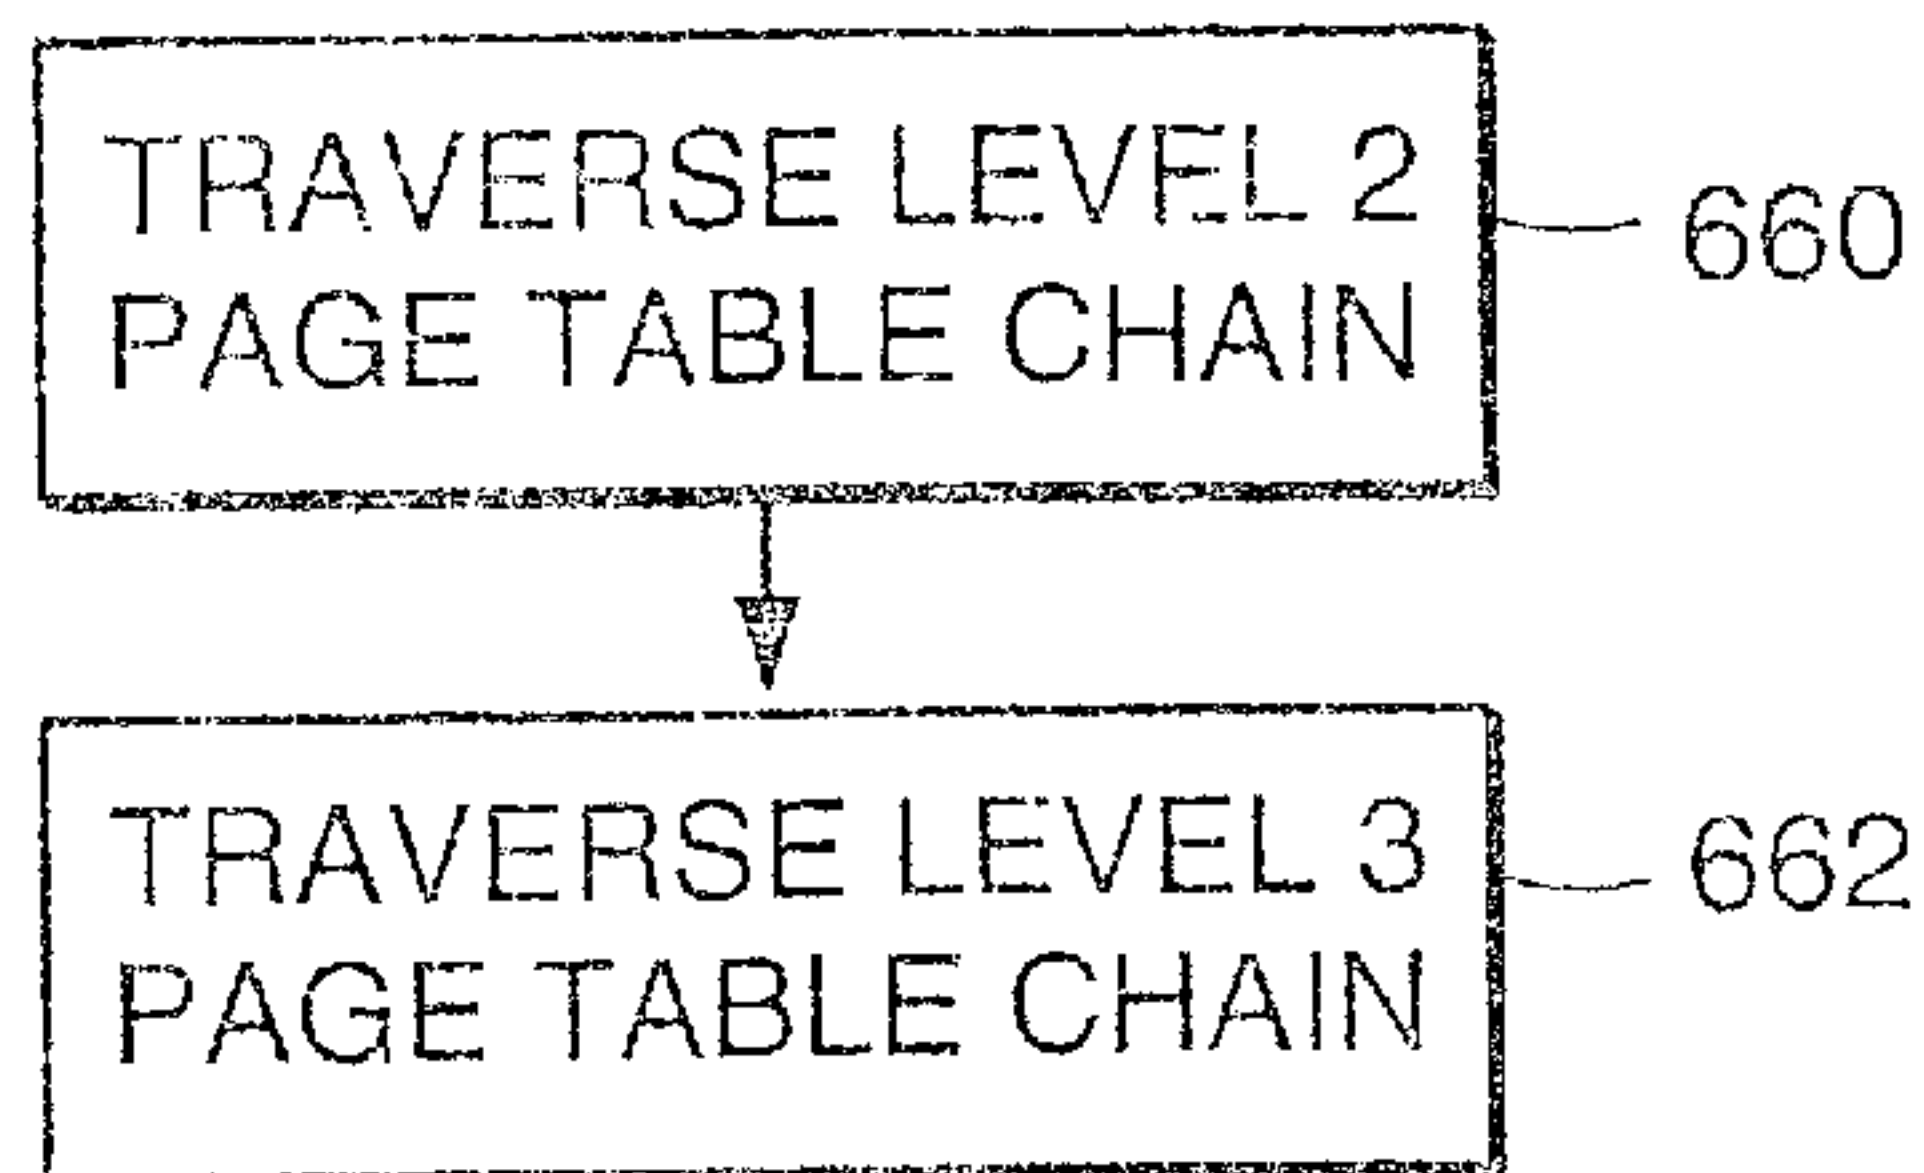 TRAVERSE LEVEL 2
PAGE TABLE CHAIN
660
TRAVERSE LEVEL 3
PAGE TABLE CHAIN
662